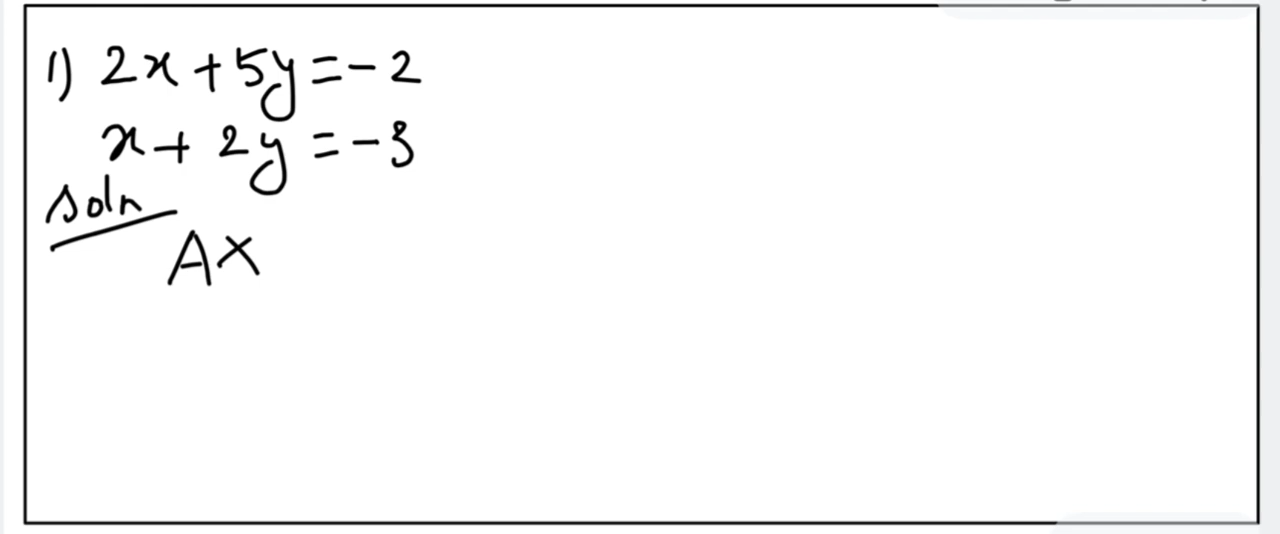 1) 2x + 5y = - 2
x + 2y = - 3
soln
AX